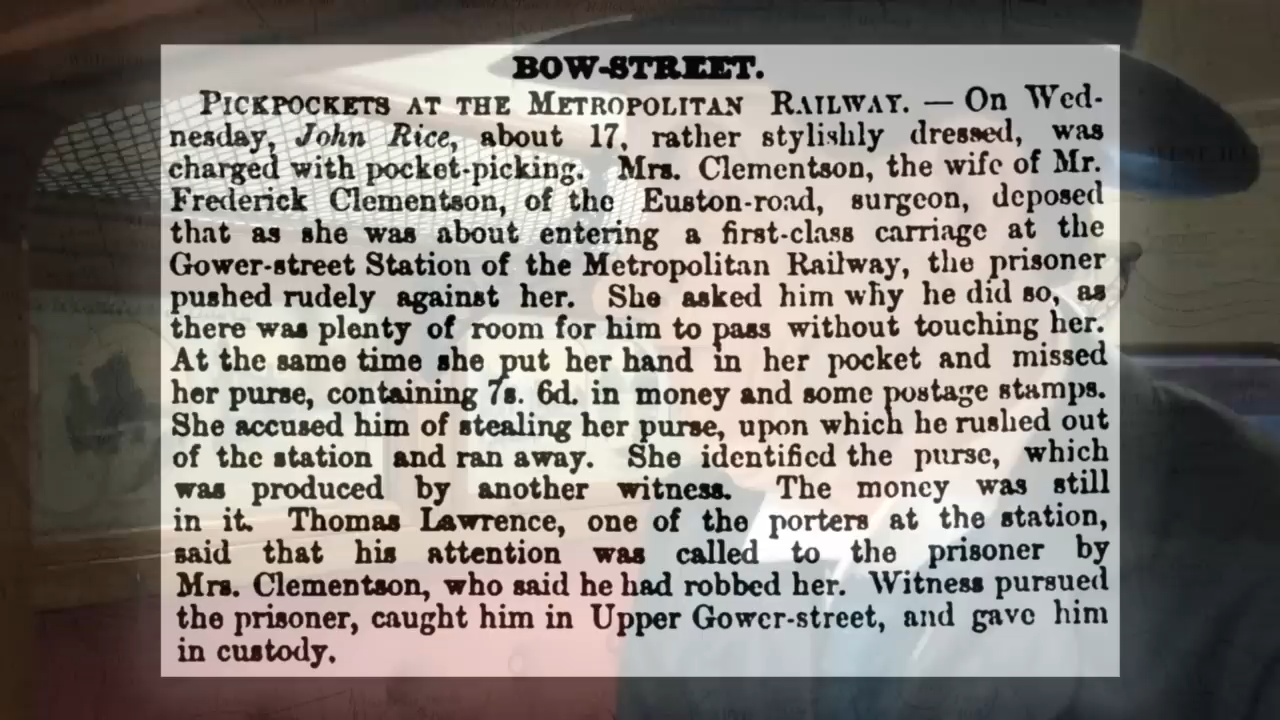 BOW-STREET.
PICKPOCKETS AT THE METROPOLITAN RAILWAY. — On Wed-
nesday, John Rice, about 17, rather stylishly dressed, was
charged with pocket-picking. Mrs. Clementson, the wife of Mr.
Frederick Clementson, of the Euston-road, surgeon, deposed
that as she was about entering a first-class carriage at the
Gower-street Station of the Metropolitan Railway, the prisoner
pushed rudely against her. She asked him why he did so, as
there was plenty of room for him to pass without touching her.
At the same time she put her hand in her pocket and missed
her purse, containing 7s. 6d. in money and some postage stamps.
She accused him of stealing her purse, upon which he rushed out
of the station and ran away. She identified the purse, which
was produced by another witness. The money was still
in it. Thomas Lawrence, one of the porters at the station,
said that his attention was called to the prisoner by
Mrs. Clementson, who said he had robbed her. Witness pursued
the prisoner, caught him in Upper Gower-street, and gave him
in custody.